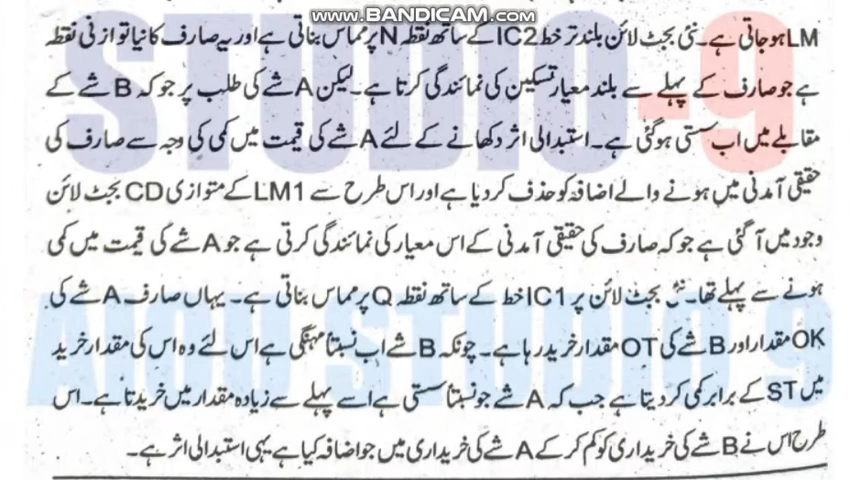 www.BANDICAM.com
LM ہوجاتی ہے۔ نئی بجٹ لائن بلند تر خط IC2 کے ساتھ نقطہ N پر مماس بناتی ہے اور یہ صارف کا نیا توازنی نقطہ
ہے جو صارف کے پہلے سے بلند معیار تسکین کی نمائندگی کرتا ہے۔ لیکن A شے کی طلب پر جو کہ B شے کے
مقابلے میں اب سستی ہوگئی ہے۔ استبدالی اثر دکھانے کے لئے A شے کی قیمت میں کمی کی وجہ سے صارف کی
حقیقی آمدنی میں ہونے والے اضافہ کو حذف کردیا ہے اور اس طرح سے LM1 کے متوازی CD بجٹ لائن
وجود میں آگئی ہے جو کہ صارف کی حقیقی آمدنی کے اس معیار کی نمائندگی کرتی ہے جو A شے کی قیمت میں کمی
ہونے سے پہلے تھا۔ نئی بجٹ لائن پر IC1 خط کے ساتھ نقطہ Q پر مماس بناتی ہے۔ یہاں صارف A شے کی
OK مقدار اور B شے کی OT مقدار خرید رہا ہے۔ چونکہ B شے اب نسبتا مہنگی ہے اس لئے وہ اس کی مقدار خرید
میں ST کے برابر کمی کر دیتا ہے جب کہ A شے جو نسبتا سستی ہے اسے پہلے سے زیادہ مقدار میں خریدتا ہے۔ اس
طرح اس نے B شے کی خریداری کو کم کرکے A شے کی خریداری میں جو اضافہ کیا ہے یہی استبدالی اثر ہے۔
STUDIO-9
AIOU STUDIO 9